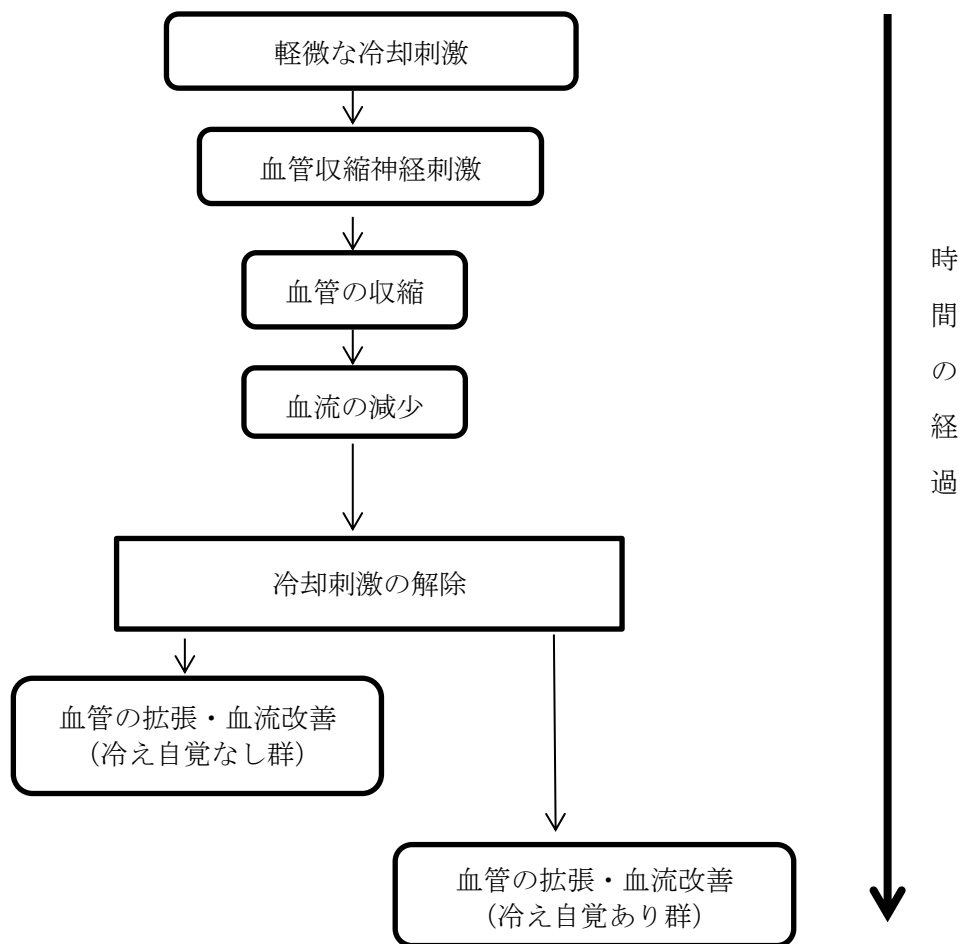 軽微な冷却刺激
血管収縮神経刺激
血管の収縮
血流の減少
冷却刺激の解除
血管の拡張・血流改善
(冷え自覚なし群)
血管の拡張・血流改善
(冷え自覚あり群)
時間の経過